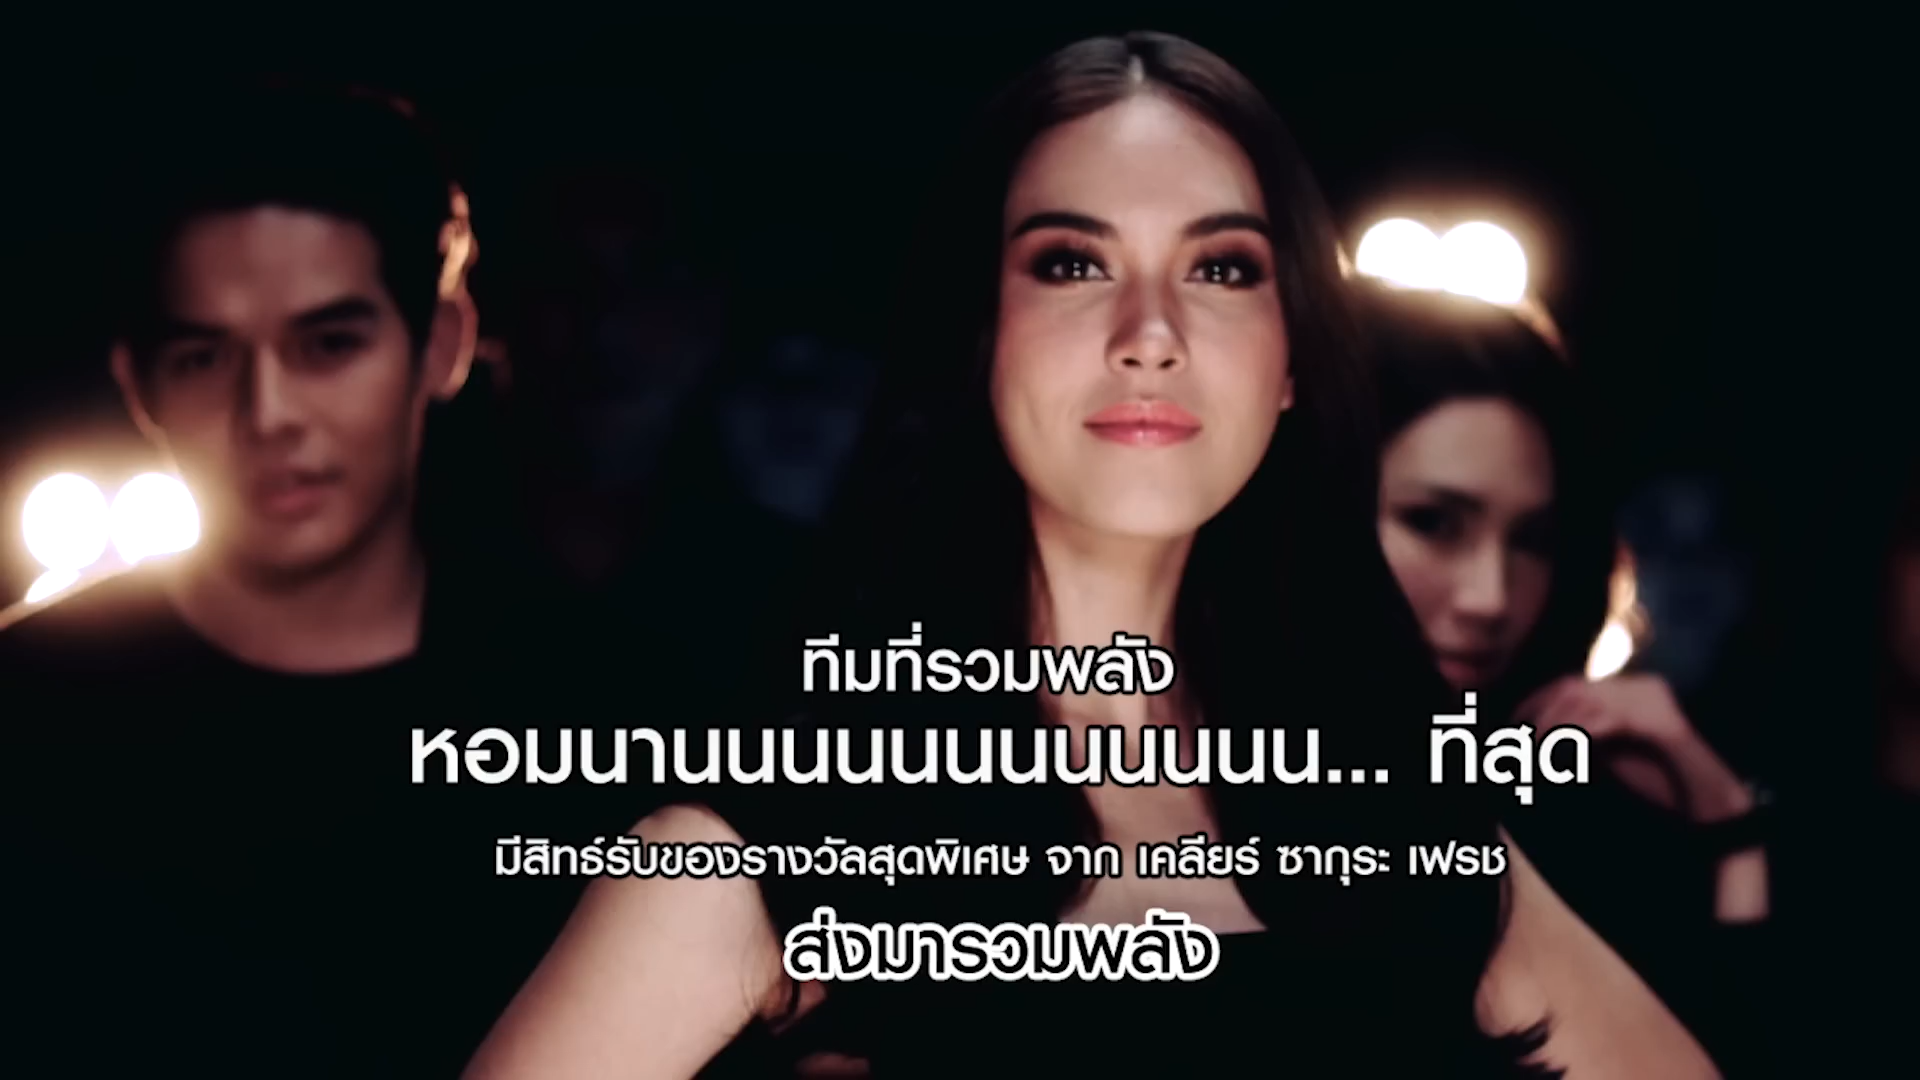 ทีมที่รวมพลัง
หอมนานนนนนนนนนนนน... ที่สุด
มีสิทธ์รับของรางวัลสุดพิเศษ จาก เคลียร์ ซากุระ เฟรช
ส่งมารวมพลัง